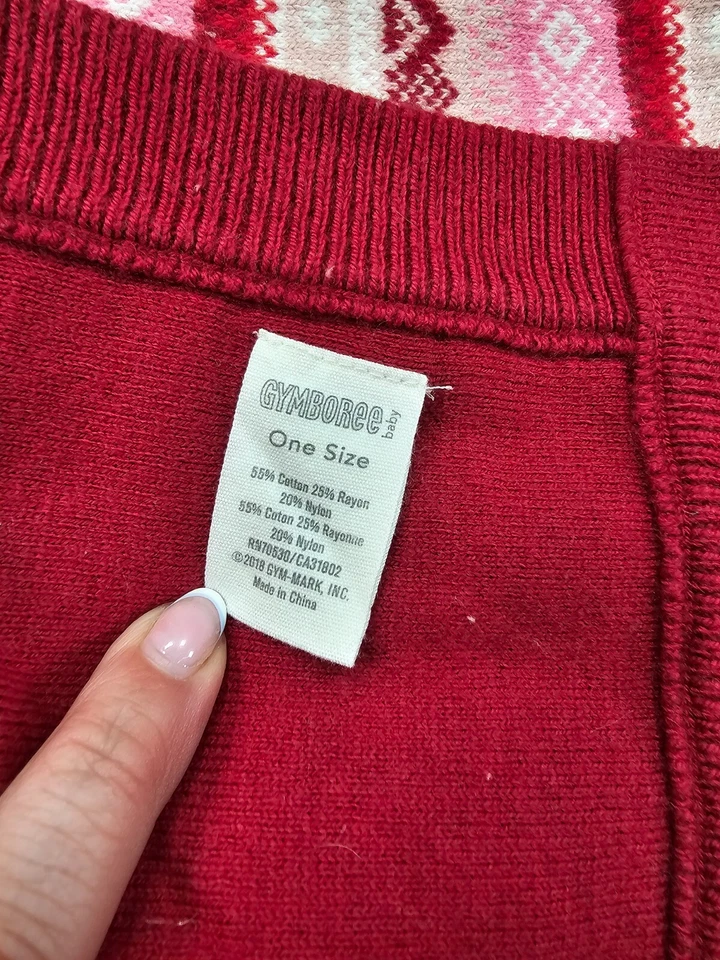 GYMBOREE baby
One Size
55% Cotton 25% Rayon
20% Nylon
55% Coton 25% Rayonne
20% Nylon
RN70530/CA31802
©2018 GYM-MARK, INC.
Made in China